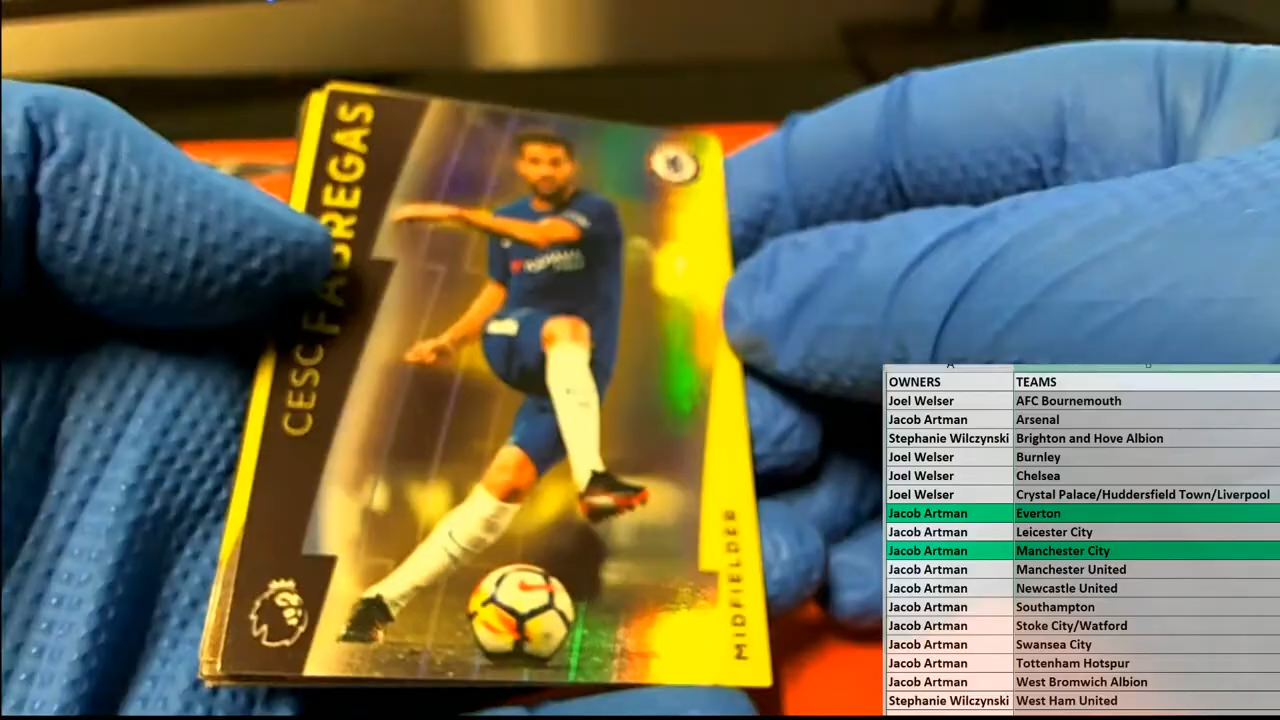 CESC FABREGAS
MIDFIELDER
OWNERS TEAMS
Joel Welser AFC Bournemouth
Jacob Artman Arsenal
Stephanie Wilczynski Brighton and Hove Albion
Joel Welser Burnley
Joel Welser Chelsea
Joel Welser Crystal Palace/Huddersfield Town/Liverpool
Jacob Artman Everton
Jacob Artman Leicester City
Jacob Artman Manchester City
Jacob Artman Manchester United
Jacob Artman Newcastle United
Jacob Artman Southampton
Jacob Artman Stoke City/Watford
Jacob Artman Swansea City
Jacob Artman Tottenham Hotspur
Jacob Artman West Bromwich Albion
Stephanie Wilczynski West Ham United